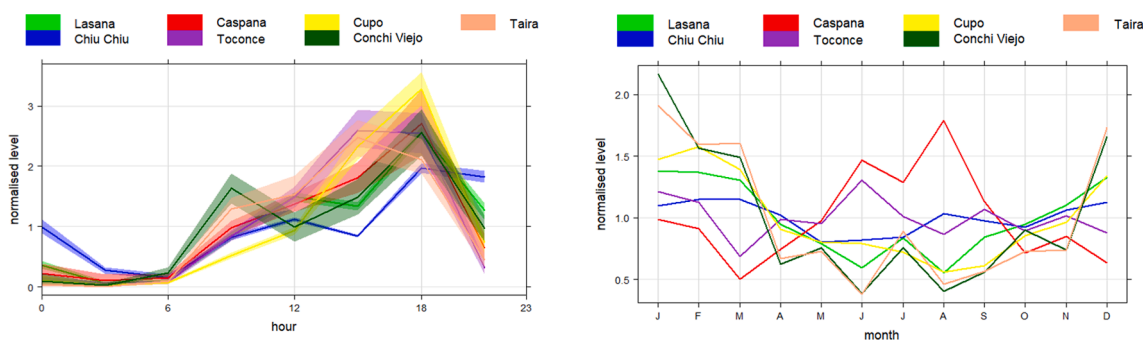 Lasana Caspana Cupo Taira
Chiu Chiu Toconce Conchi Viejo
normalised level
3
2
1
0
0 6 12 18 23
hour
Lasana Caspana Cupo Taira
Chiu Chiu Toconce Conchi Viejo
normalised level
2.0
1.5
1.0
0.5
J F M A M J J A S O N D
month